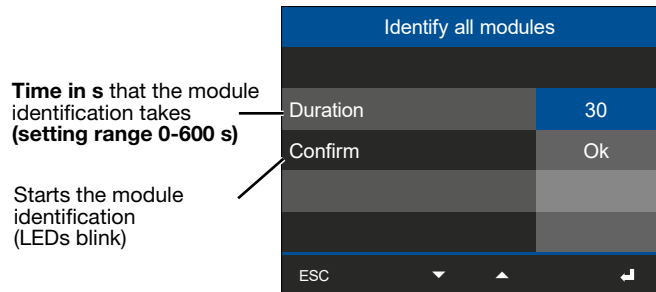 Identify all modules
Time in s that the module
identification takes
(setting range 0-600 s)
Duration 30
Confirm Ok
Starts the module
identification
(LEDs blink)
ESC